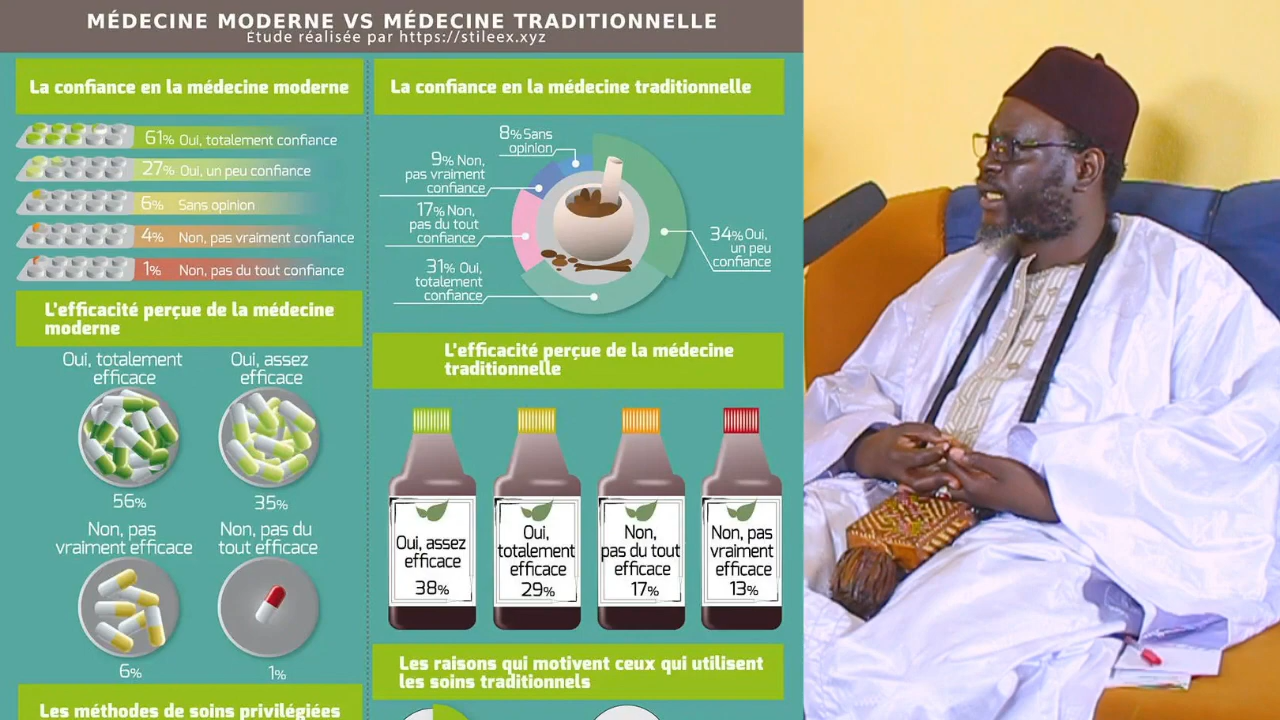 MÉDECINE MODERNE VS MÉDECINE TRADITIONNELLE
Étude réalisée par https://stileex.xyz
La confiance en la médecine moderne
61% Oui, totalement confiance
27% Oui, un peu confiance
6% Sans opinion
4% Non, pas vraiment confiance
1% Non, pas du tout confiance
L'efficacité perçue de la médecine
moderne
Oui, totalement
efficace
56%
Oui, assez
efficace
35%
Non, pas
vraiment efficace
6%
Non, pas du
tout efficace
1%
Les méthodes de soins privilégiées
La confiance en la médecine traditionnelle
8% Sans
opinion
9% Non,
pas vraiment
confiance
17% Non,
pas du tout
confiance
31% Oui,
totalement
confiance
34% Oui,
un peu
confiance
L'efficacité perçue de la médecine
traditionnelle
Oui, assez
efficace
38%
Oui,
totalement
efficace
29%
Non,
pas du tout
efficace
17%
Non, pas
vraiment
efficace
13%
Les raisons qui motivent ceux qui utilisent
les soins traditionnels